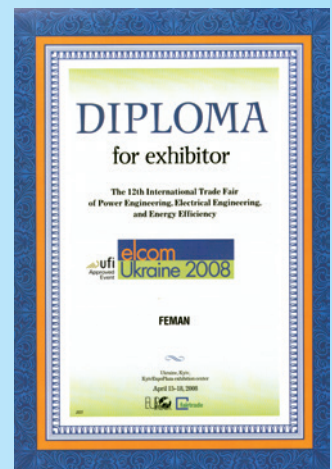 DIPLOMA
for exhibitor
The 12th International Trade Fair
of Power Engineering, Electrical Engineering,
and Energy Efficiency
ufi
Approved
Event
elcom
Ukraine 2008
FEMAN
Ukraine, Kyiv,
KyivExpoPlaza exhibition center
April 15-18, 2008